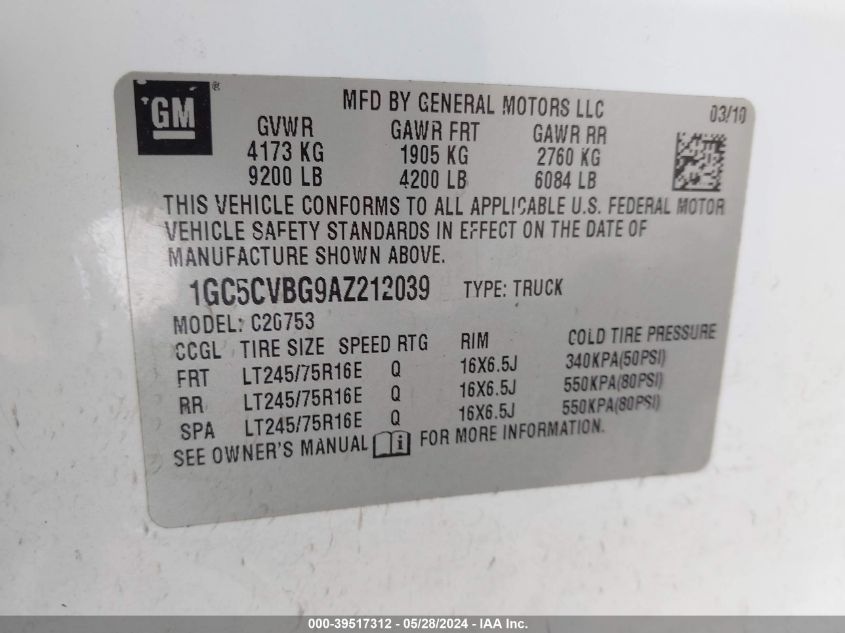 GM ®
MFD BY GENERAL MOTORS LLC 03/10
GVWR GAWR FRT GAWR RR
4173 KG 1905 KG 2760 KG
9200 LB 4200 LB 6084 LB
THIS VEHICLE CONFORMS TO ALL APPLICABLE U.S. FEDERAL MOTOR
VEHICLE SAFETY STANDARDS IN EFFECT ON THE DATE OF
MANUFACTURE SHOWN ABOVE.
1GC5CVBG9AZ212039 TYPE: TRUCK
MODEL: C20753
CCGL TIRE SIZE SPEED RTG RIM COLD TIRE PRESSURE
FRT LT245/75R16E Q 16X6.5J 340KPA(50PSI)
RR LT245/75R16E Q 16X6.5J 550KPA(80PSI)
SPA LT245/75R16E Q 16X6.5J 550KPA(80PSI)
SEE OWNER'S MANUAL i FOR MORE INFORMATION.
000-39517312 - 05/28/2024 - IAAI.COM